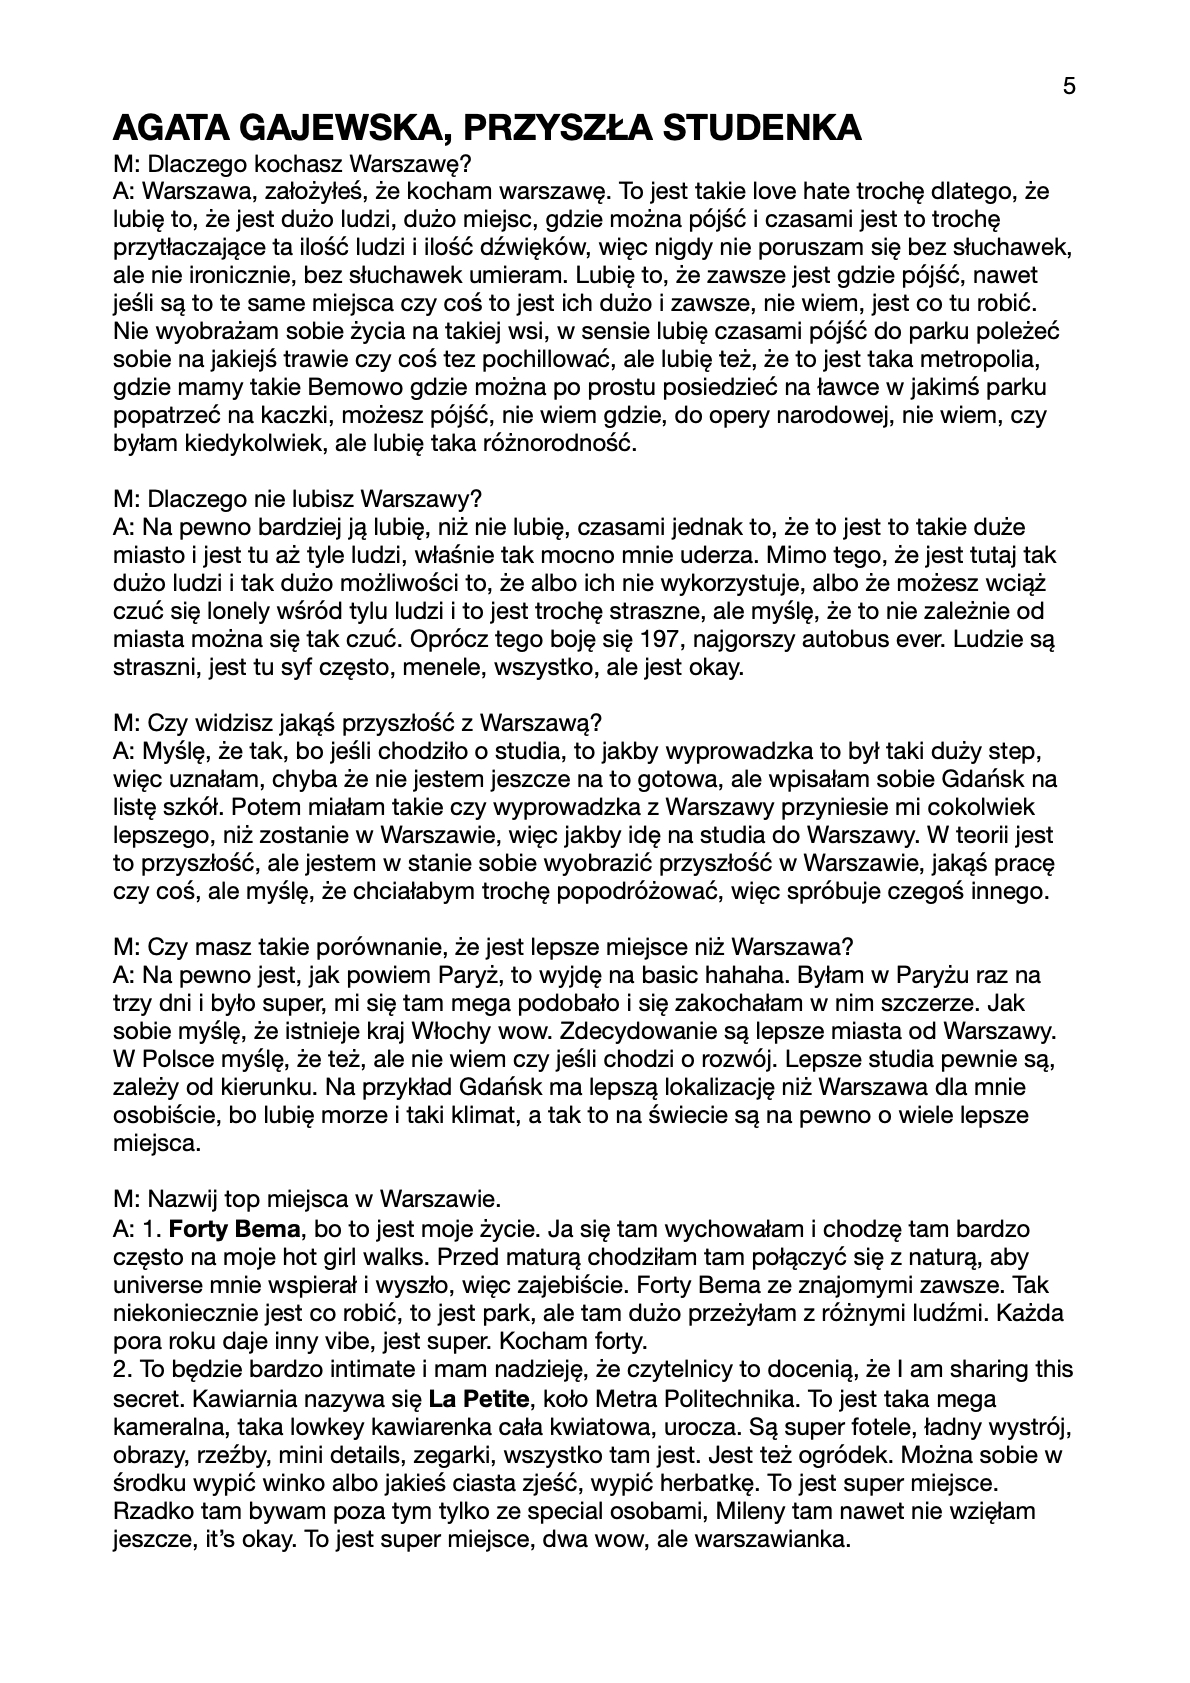 5
AGATA GAJEWSKA, PRZYSZŁA STUDENKA
M: Dlaczego kochasz Warszawę?
A: Warszawa, założyłeś, że kocham warszawę. To jest takie love hate trochę dlatego, że
lubię to, że jest dużo ludzi, dużo miejsc, gdzie można pójść i czasami jest to trochę
przytłaczające ta ilość ludzi i ilość dźwięków, więc nigdy nie poruszam się bez słuchawek,
ale nie ironicznie, bez słuchawek umieram. Lubię to, że zawsze jest gdzie pójść, nawet
jeśli są to te same miejsca czy coś to jest ich dużo i zawsze, nie wiem, jest co tu robić.
Nie wyobrażam sobie życia na takiej wsi, w sensie lubię czasami pójść do parku poleżeć
sobie na jakiejś trawie czy coś tez pochillować, ale lubię też, że to jest taka metropolia,
gdzie mamy takie Bemowo gdzie można po prostu posiedzieć na ławce w jakimś parku
popatrzeć na kaczki, możesz pójść, nie wiem gdzie, do opery narodowej, nie wiem, czy
byłam kiedykolwiek, ale lubię taka różnorodność.
M: Dlaczego nie lubisz Warszawy?
A: Na pewno bardziej ją lubię, niż nie lubię, czasami jednak to, że to jest to takie duże
miasto i jest tu aż tyle ludzi, właśnie tak mocno mnie uderza. Mimo tego, że jest tutaj tak
dużo ludzi i tak dużo możliwości to, że albo ich nie wykorzystuje, albo że możesz wciąż
czuć się lonely wśród tylu ludzi i to jest trochę straszne, ale myślę, że to nie zależnie od
miasta można się tak czuć. Oprócz tego boję się 197, najgorszy autobus ever. Ludzie są
straszni, jest tu syf często, menele, wszystko, ale jest okay.
M: Czy widzisz jakąś przyszłość z Warszawą?
A: Myślę, że tak, bo jeśli chodziło o studia, to jakby wyprowadzka to był taki duży step,
więc uznałam, chyba że nie jestem jeszcze na to gotowa, ale wpisałam sobie Gdańsk na
listę szkół. Potem miałam takie czy wyprowadzka z Warszawy przyniesie mi cokolwiek
lepszego, niż zostanie w Warszawie, więc jakby idę na studia do Warszawy. W teorii jest
to przyszłość, ale jestem w stanie sobie wyobrazić przyszłość w Warszawie, jakąś pracę
czy coś, ale myślę, że chciałabym trochę popodróżować, więc spróbuje czegoś innego.
M: Czy masz takie porównanie, że jest lepsze miejsce niż Warszawa?
A: Na pewno jest, jak powiem Paryż, to wyjdę na basic hahaha. Byłam w Paryżu raz na
trzy dni i było super, mi się tam mega podobało i się zakochałam w nim szczerze. Jak
sobie myślę, że istnieje kraj Włochy wow. Zdecydowanie są lepsze miasta od Warszawy.
W Polsce myślę, że też, ale nie wiem czy jeśli chodzi o rozwój. Lepsze studia pewnie są,
zależy od kierunku. Na przykład Gdańsk ma lepszą lokalizację niż Warszawa dla mnie
osobiście, bo lubię morze i taki klimat, a tak to na świecie są na pewno o wiele lepsze
miejsca.
M: Nazwij top miejsca w Warszawie.
A: 1. Forty Bema, bo to jest moje życie. Ja się tam wychowałam i chodzę tam bardzo
często na moje hot girl walks. Przed maturą chodziłam tam połączyć się z naturą, aby
universe mnie wspierał i wyszło, więc zajebiście. Forty Bema ze znajomymi zawsze. Tak
niekoniecznie jest co robić, to jest park, ale tam dużo przeżyłam z różnymi ludźmi. Każda
pora roku daje inny vibe, jest super. Kocham forty.
2. To będzie bardzo intimate i mam nadzieję, że czytelnicy to docenią, że I am sharing this
secret. Kawiarnia nazywa się La Petite, koło Metra Politechnika. To jest taka mega
kameralna, taka lowkey kawiarenka cała kwiatowa, urocza. Są super fotele, ładny wystrój,
obrazy, rzeźby, mini details, zegarki, wszystko tam jest. Jest też ogródek. Można sobie w
środku wypić winko albo jakieś ciasta zjeść, wypić herbatkę. To jest super miejsce.
Rzadko tam bywam poza tym tylko ze special osobami, Mileny tam nawet nie wzięłam
jeszcze, it’s okay. To jest super miejsce, dwa wow, ale warszawianka.